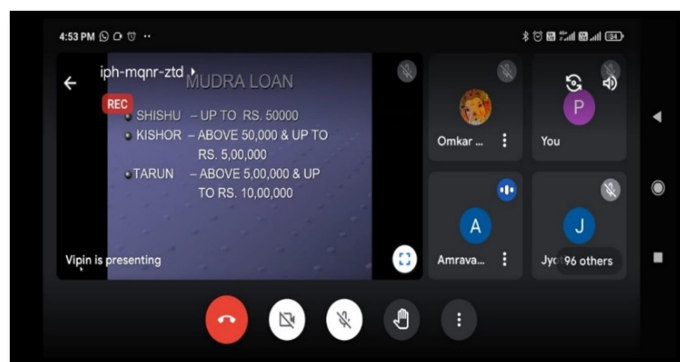 4:53 PM
34
iph-mqnr-ztd
MUDRA LOAN
REC
SHISHU – UP TO RS. 50000
KISHOR – ABOVE 50,000 & UP TO
RS. 5,00,000
TARUN – ABOVE 5,00,000 & UP
TO RS. 10,00,000
Vipin is presenting
Omkar ...
P
You
A
Amrava...
J
96 others